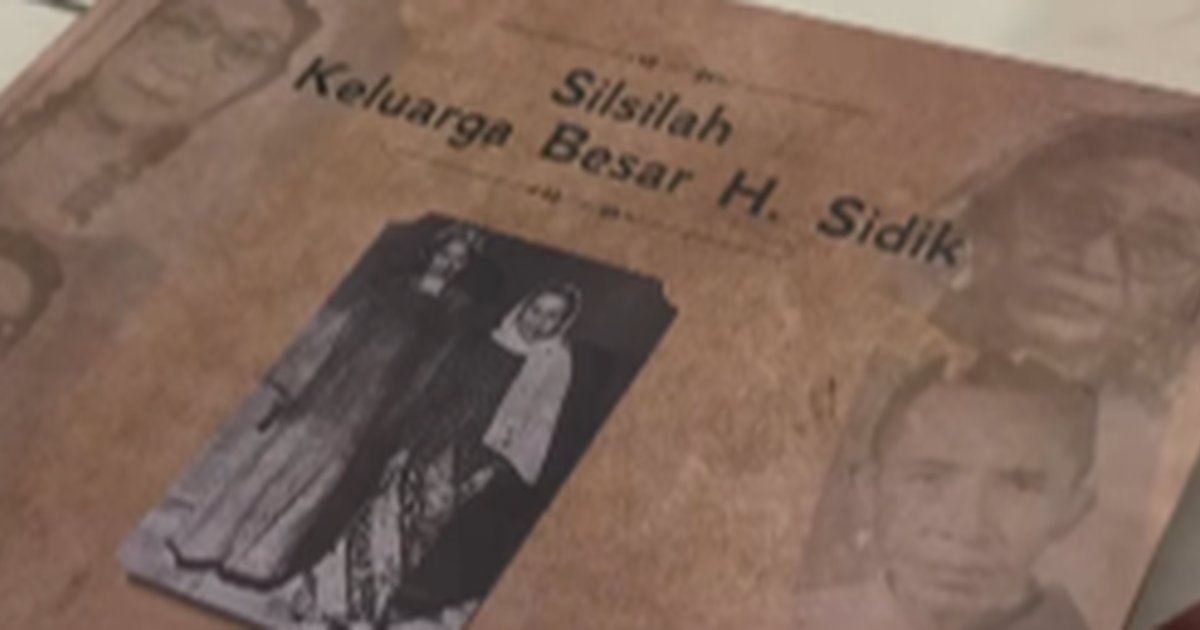 Silsilah
Keluarga Besar H. Sidik